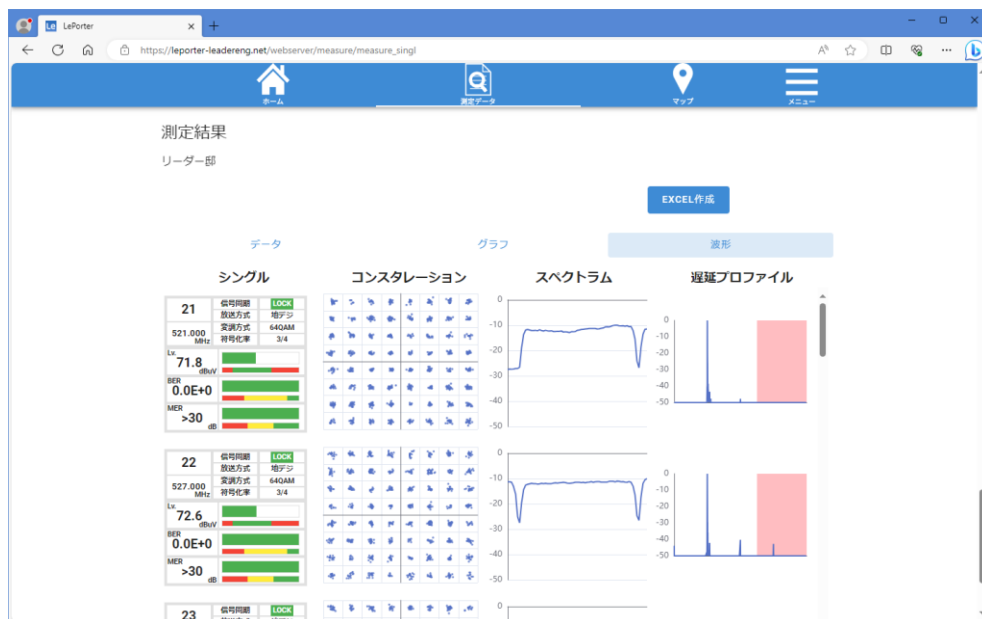 LePorter
https://leporter-leadereng.net/webserver/measure/measure_singl
ホーム
測定データ
マップ
メニュー
測定結果
リーダー邸
EXCEL作成
データ
グラフ
波形
シングル
コンスタレーション
スペクトラム
遅延プロファイル
21
521.000
MHz
信号同期 LOCK
放送方式 地デジ
変調方式 64QAM
符号化率 3/4
Lv.
71.8
dBuV
BER
0.0E+0
MER
>30
dB
0
-10
-20
-30
-40
-50
0
-10
-20
-30
-40
-50
22
527.000
MHz
信号同期 LOCK
放送方式 地デジ
変調方式 64QAM
符号化率 3/4
Lv.
72.6
dBuV
BER
0.0E+0
MER
>30
dB
0
-10
-20
-30
-40
-50
0
-10
-20
-30
-40
-50
23
信号同期 LOCK
0